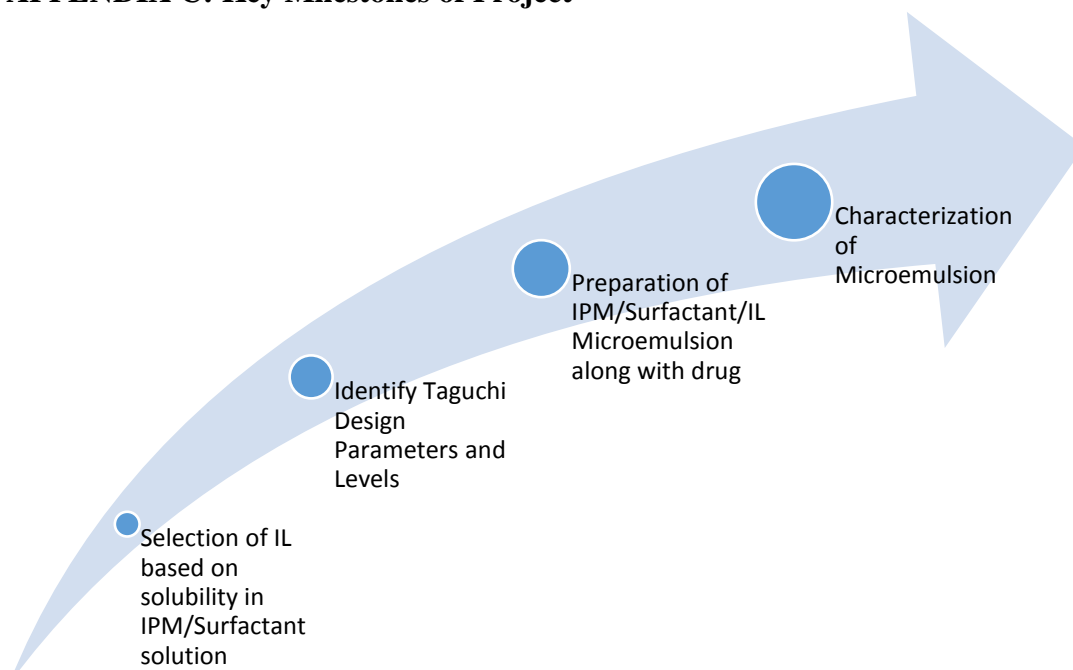 APPENDIX C: Key Milestones of Project
Characterization
of
Microemulsion
Preparation of
IPM/Surfactant/IL
Microemulsion
along with drug
Identify Taguchi
Design
Parameters and
Levels
Selection of IL
based on
solubility in
IPM/Surfactant
solution